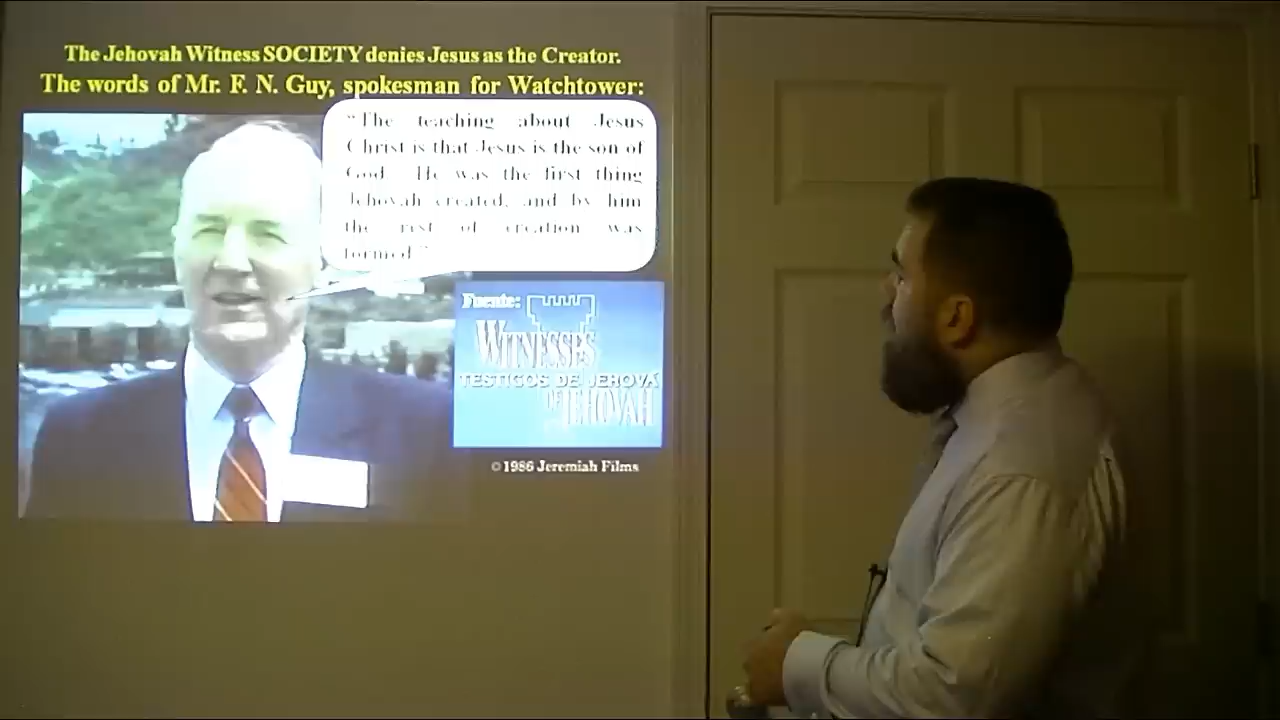 The Jehovah Witness SOCIETY denies Jesus as the Creator.
The words of Mr. F. N. Guy, spokesman for Watchtower:
"The teaching about Jesus
Christ is that Jesus is the son of
God. He was the first thing
Jehovah created, and by him
the rest of creation was
formed"
Fuente:
WITNESSES
TESTIGOS DE JEHOVÁ
OF JEHOVAH
© 1986 Jeremiah Films